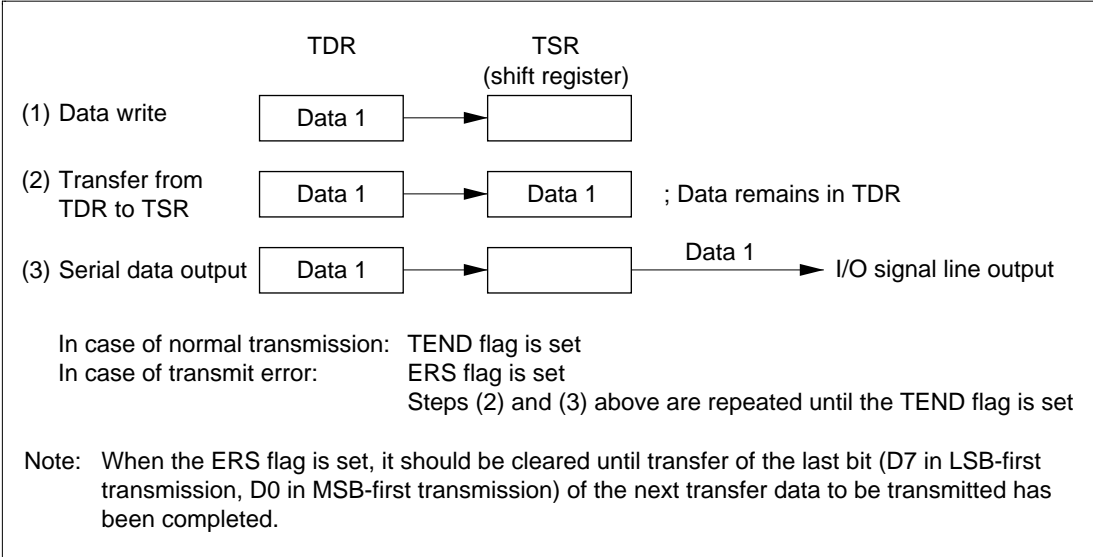 TDR TSR
(shift register)
(1) Data write Data 1
(2) Transfer from
TDR to TSR Data 1 Data 1 ; Data remains in TDR
(3) Serial data output Data 1 Data 1 I/O signal line output
In case of normal transmission: TEND flag is set
In case of transmit error: ERS flag is set
Steps (2) and (3) above are repeated until the TEND flag is set
Note: When the ERS flag is set, it should be cleared until transfer of the last bit (D7 in LSB-first
transmission, D0 in MSB-first transmission) of the next transfer data to be transmitted has
been completed.